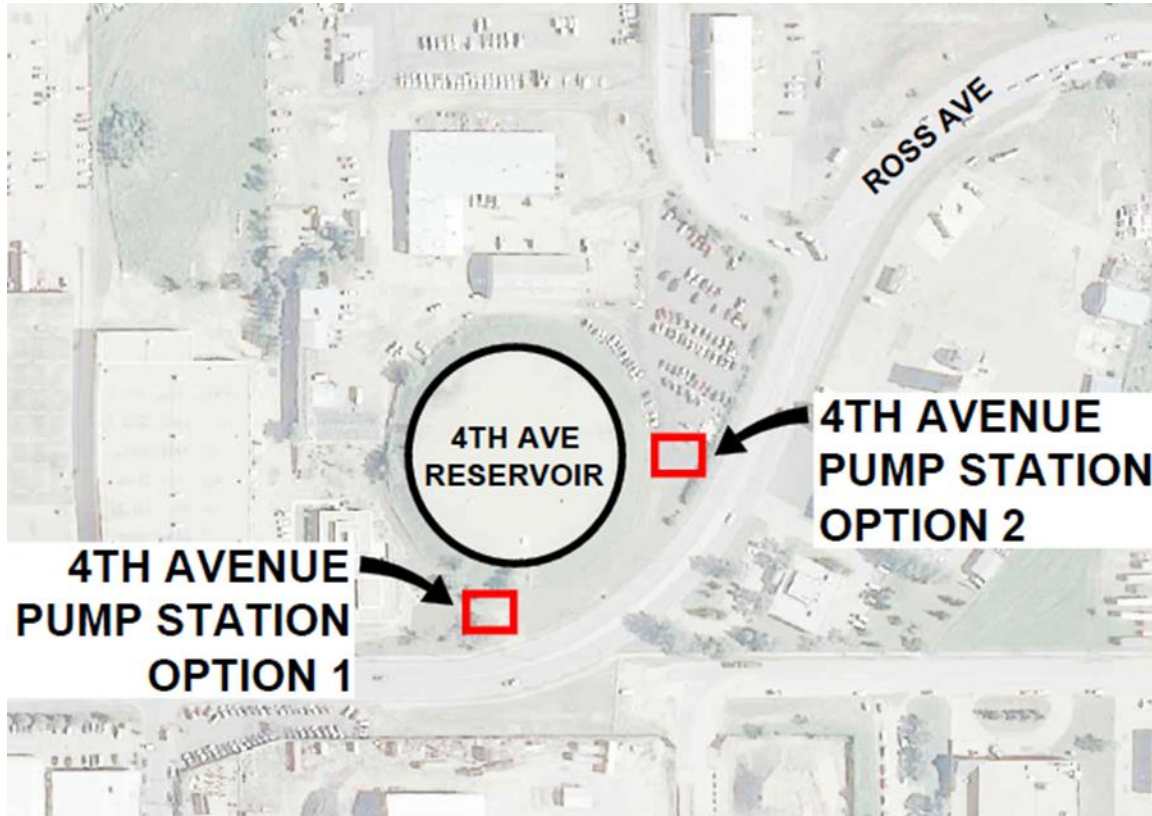 ROSS AVE
4TH AVE
RESERVOIR
4TH AVENUE
PUMP STATION
OPTION 2
4TH AVENUE
PUMP STATION
OPTION 1